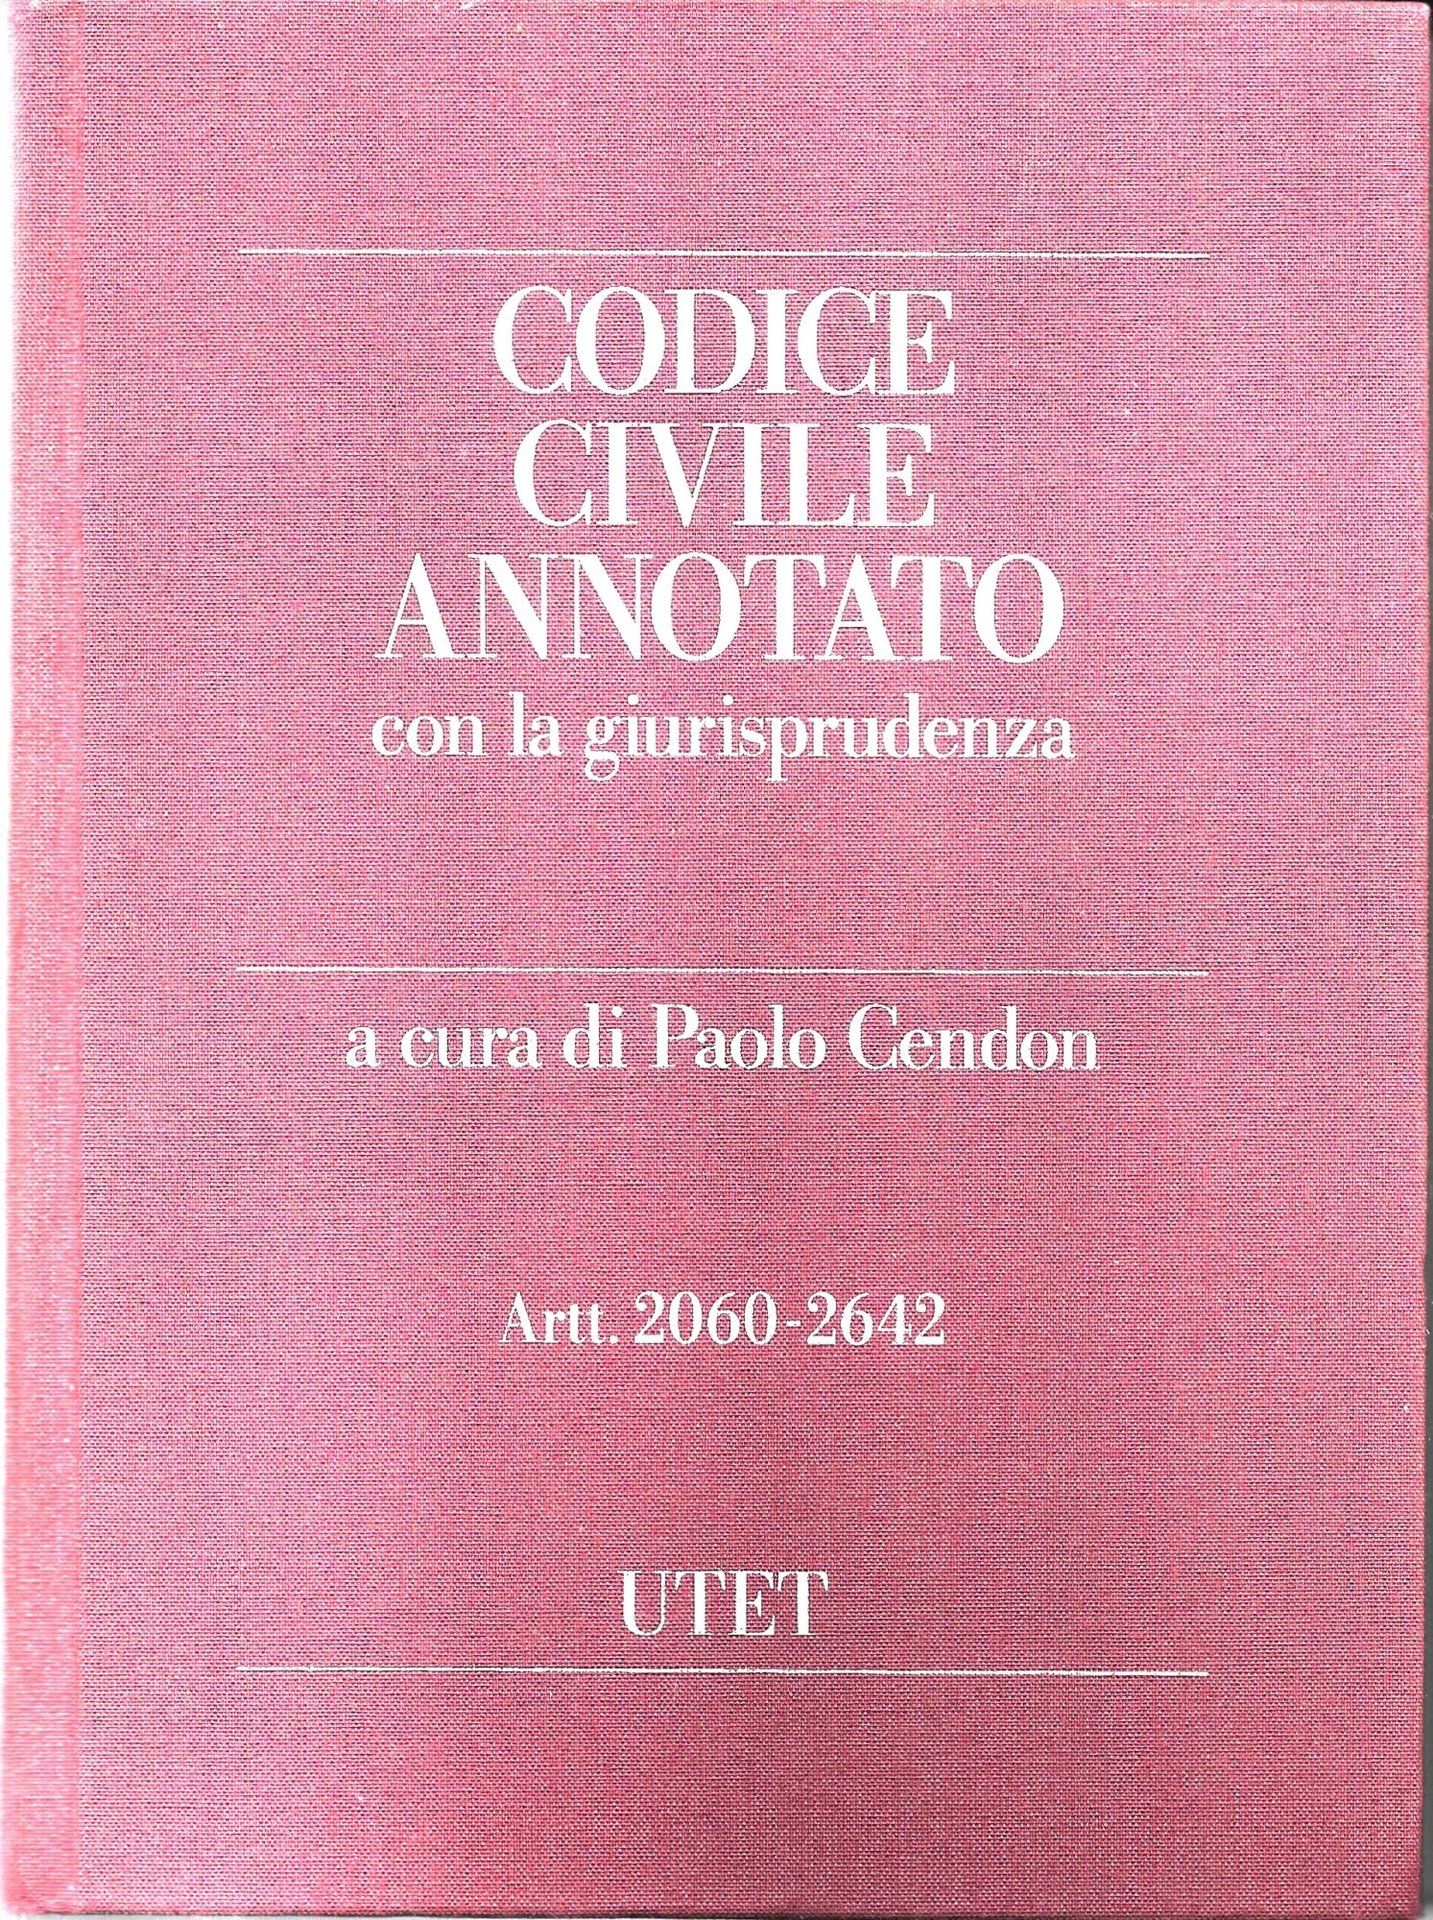 CODICE
CIVILE
ANNOTATO
con la giurisprudenza
a cura di Paolo Cendon
Artt. 2060-2642
UTET